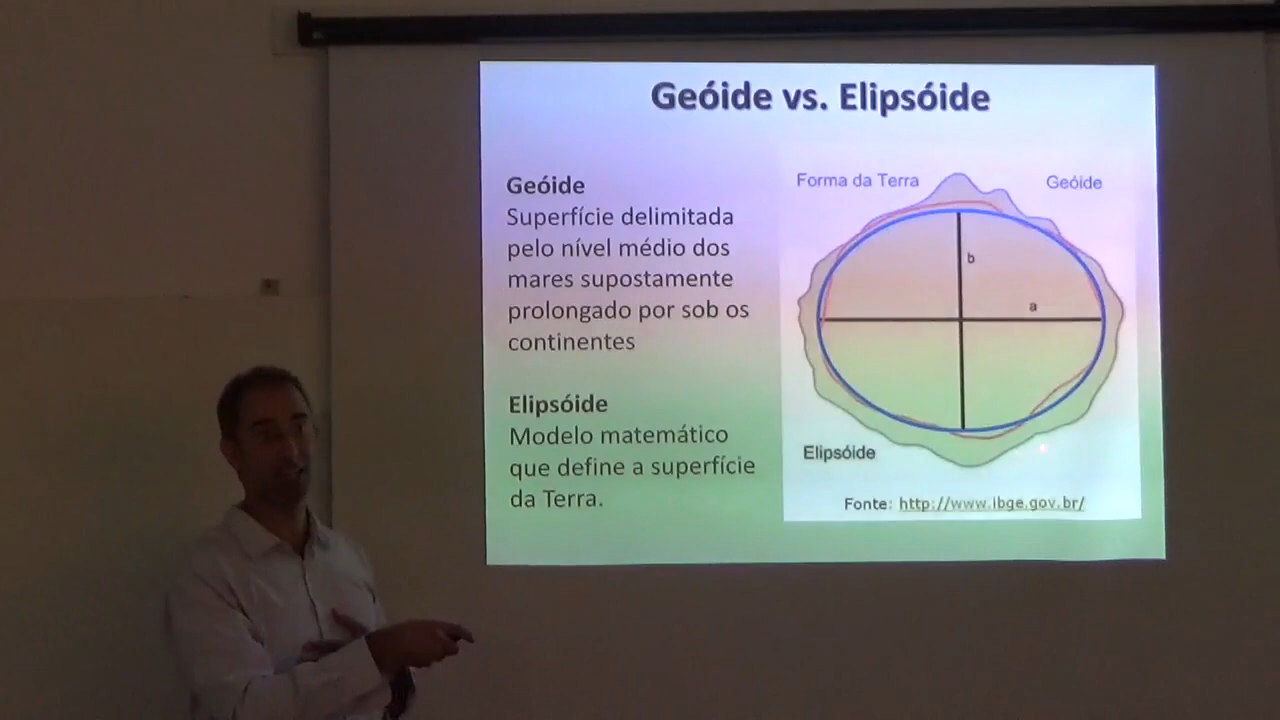 Geóide vs. Elipsóide
Geóide
Superfície delimitada
pelo nível médio dos
mares supostamente
prolongado por sob os
continentes
Elipsóide
Modelo matemático
que define a superfície
da Terra.
Forma da Terra
Geóide
b
a
Elipsóide
Fonte: http://www.ibge.gov.br/